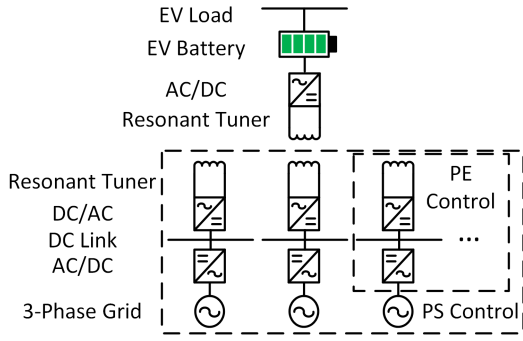 EV Load
EV Battery
AC/DC
Resonant Tuner
Resonant Tuner
PE
Control
DC/AC
DC Link
...
AC/DC
3-Phase Grid
PS Control